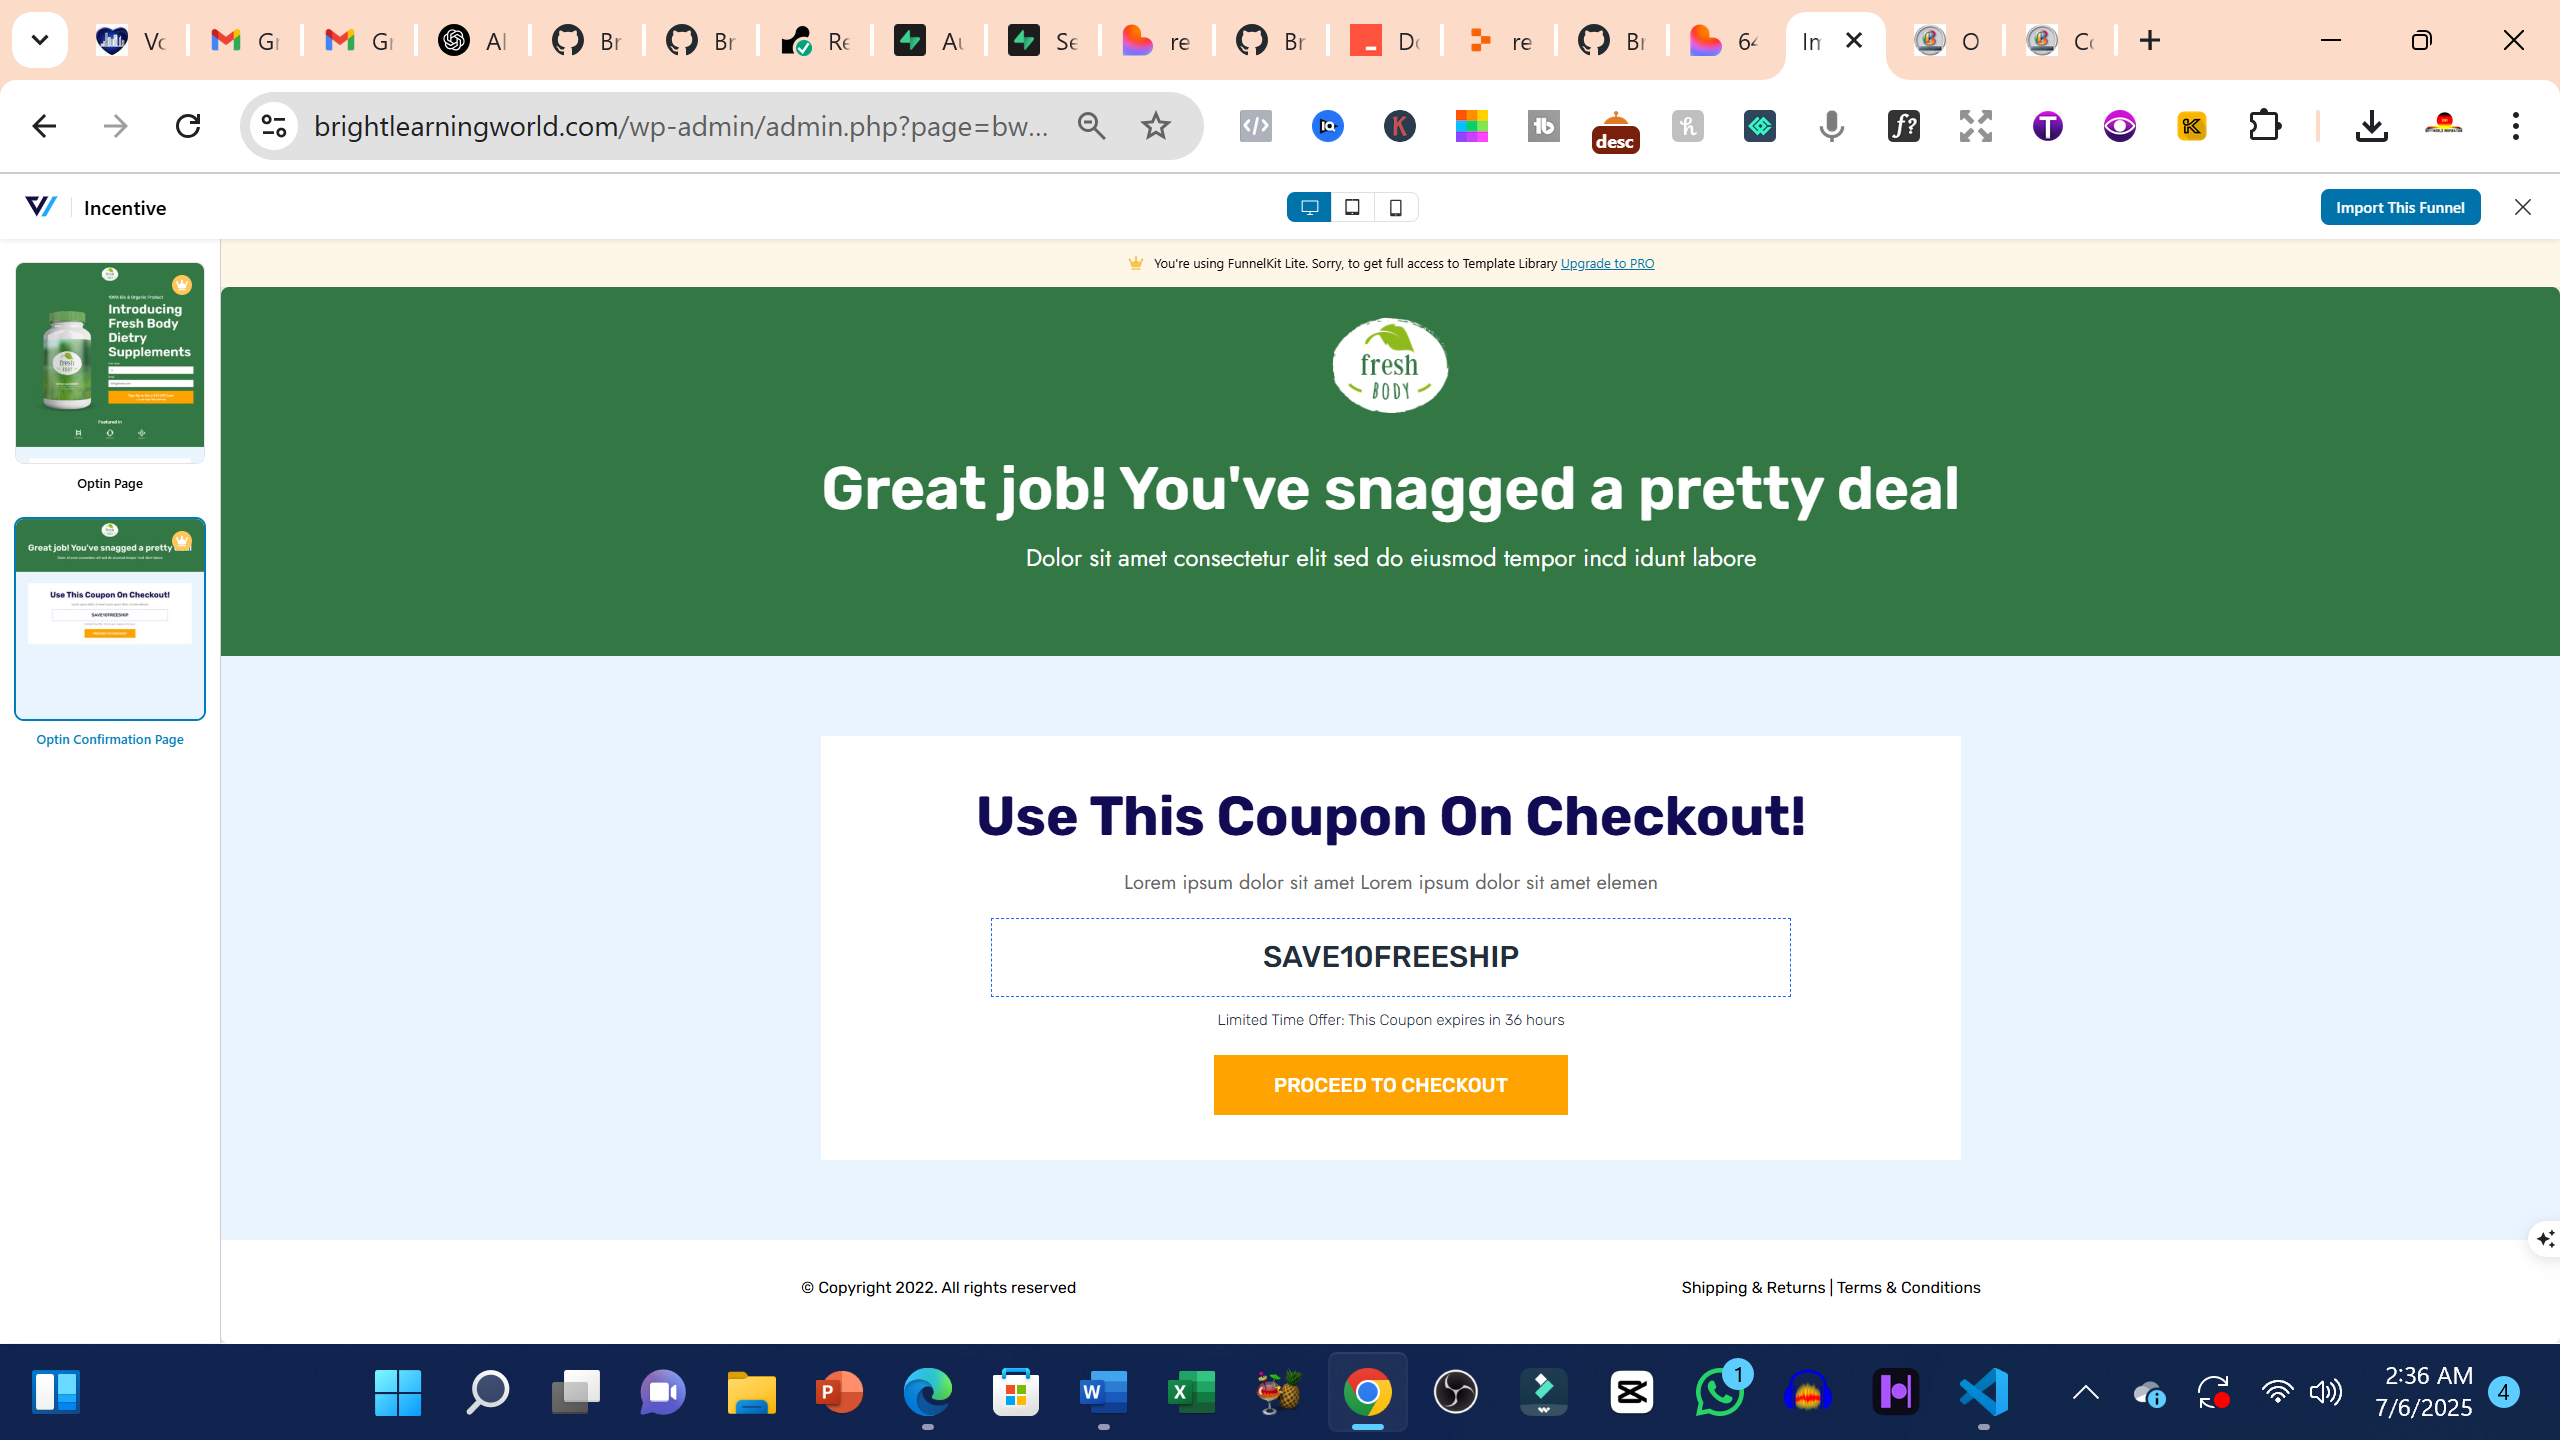 Vo
Gr
Gr
AI
Br
Br
Re
Au
Se
re
Br
Do
re
Br
64
Im
O
Co
brightlearningworld.com/wp-admin/admin.php?page=bw...
desc
Incentive
Import This Funnel
You're using FunnelKit Lite. Sorry, to get full access to Template Library Upgrade to PRO
100% Bio & Organic Product
Introducing
Fresh Body
Dietry
Supplements
fresh
BODY
Featured in
Optin Page
Great job! You've snagged a pretty deal
Use This Coupon On Checkout!
SAVE10FREESHIP
Optin Confirmation Page
fresh
BODY
Great job! You've snagged a pretty deal
Dolor sit amet consectetur elit sed do eiusmod tempor incd idunt labore
Use This Coupon On Checkout!
Lorem ipsum dolor sit amet Lorem ipsum dolor sit amet elemen
SAVE10FREESHIP
Limited Time Offer: This Coupon expires in 36 hours
PROCEED TO CHECKOUT
© Copyright 2022. All rights reserved
Shipping & Returns | Terms & Conditions
1
2:36 AM
7/6/2025
4